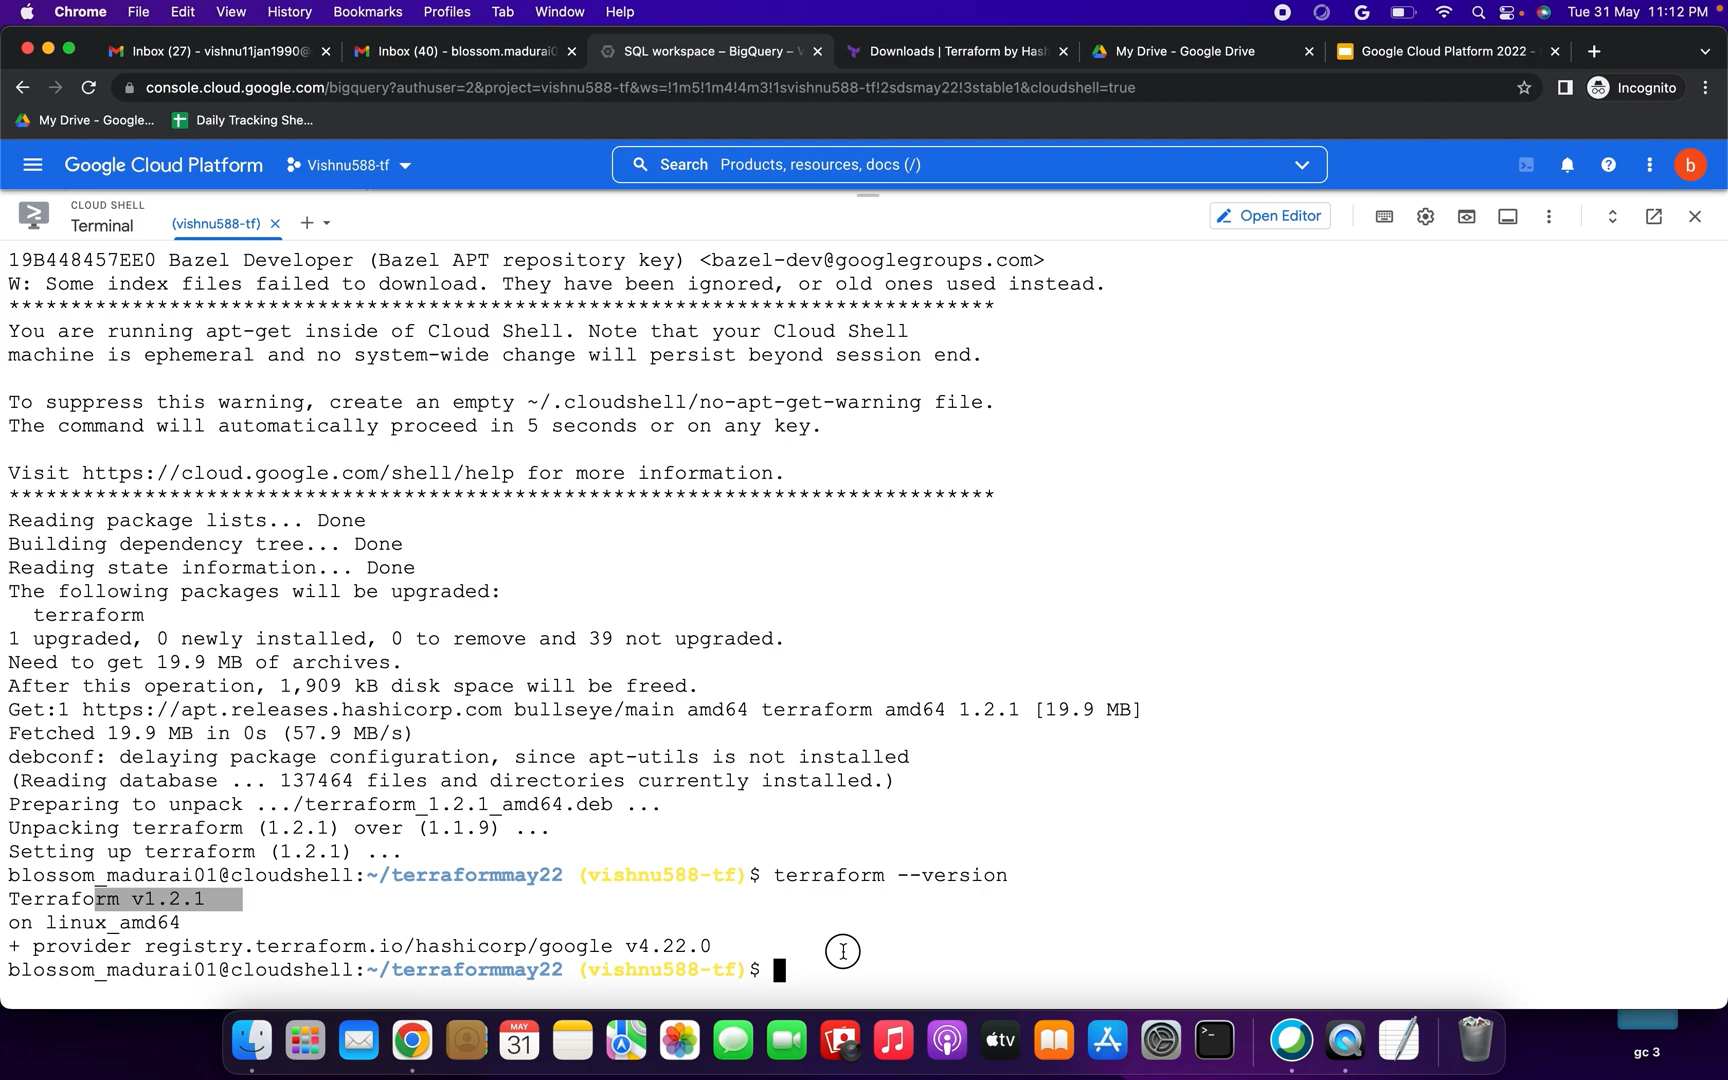 Chrome File Edit View History Bookmarks Profiles Tab Window Help Tue 31 May 11:12 PM
Inbox (27) - vishnu11jan1990@ Inbox (40) - blossom.madurai0 SQL workspace – BigQuery – V Downloads | Terraform by Hash My Drive - Google Drive Google Cloud Platform 2022 -
console.cloud.google.com/bigquery?authuser=2&project=vishnu588-tf&ws=!1m5!1m4!4m3!1svishnu588-tf!2sdsmay22!3stable1&cloudshell=true Incognito
My Drive - Google... Daily Tracking She...
Google Cloud Platform Vishnu588-tf Search Products, resources, docs (/) b
CLOUD SHELL
Terminal (vishnu588-tf) Open Editor
19B448457EE0 Bazel Developer (Bazel APT repository key) <bazel-dev@googlegroups.com>
W: Some index files failed to download. They have been ignored, or old ones used instead.
********************************************************************************
You are running apt-get inside of Cloud Shell. Note that your Cloud Shell
machine is ephemeral and no system-wide change will persist beyond session end.
To suppress this warning, create an empty ~/.cloudshell/no-apt-get-warning file.
The command will automatically proceed in 5 seconds or on any key.
Visit https://cloud.google.com/shell/help for more information.
********************************************************************************
Reading package lists... Done
Building dependency tree... Done
Reading state information... Done
The following packages will be upgraded:
terraform
1 upgraded, 0 newly installed, 0 to remove and 39 not upgraded.
Need to get 19.9 MB of archives.
After this operation, 1,909 kB disk space will be freed.
Get:1 https://apt.releases.hashicorp.com bullseye/main amd64 terraform amd64 1.2.1 [19.9 MB]
Fetched 19.9 MB in 0s (57.9 MB/s)
debconf: delaying package configuration, since apt-utils is not installed
(Reading database ... 137464 files and directories currently installed.)
Preparing to unpack .../terraform_1.2.1_amd64.deb ...
Unpacking terraform (1.2.1) over (1.1.9) ...
Setting up terraform (1.2.1) ...
blossom_madurai01@cloudshell:~/terraformmay22 (vishnu588-tf)$ terraform --version
Terraform v1.2.1
on linux_amd64
+ provider registry.terraform.io/hashicorp/google v4.22.0
blossom_madurai01@cloudshell:~/terraformmay22 (vishnu588-tf)$
MAY
31
tv
gc 3